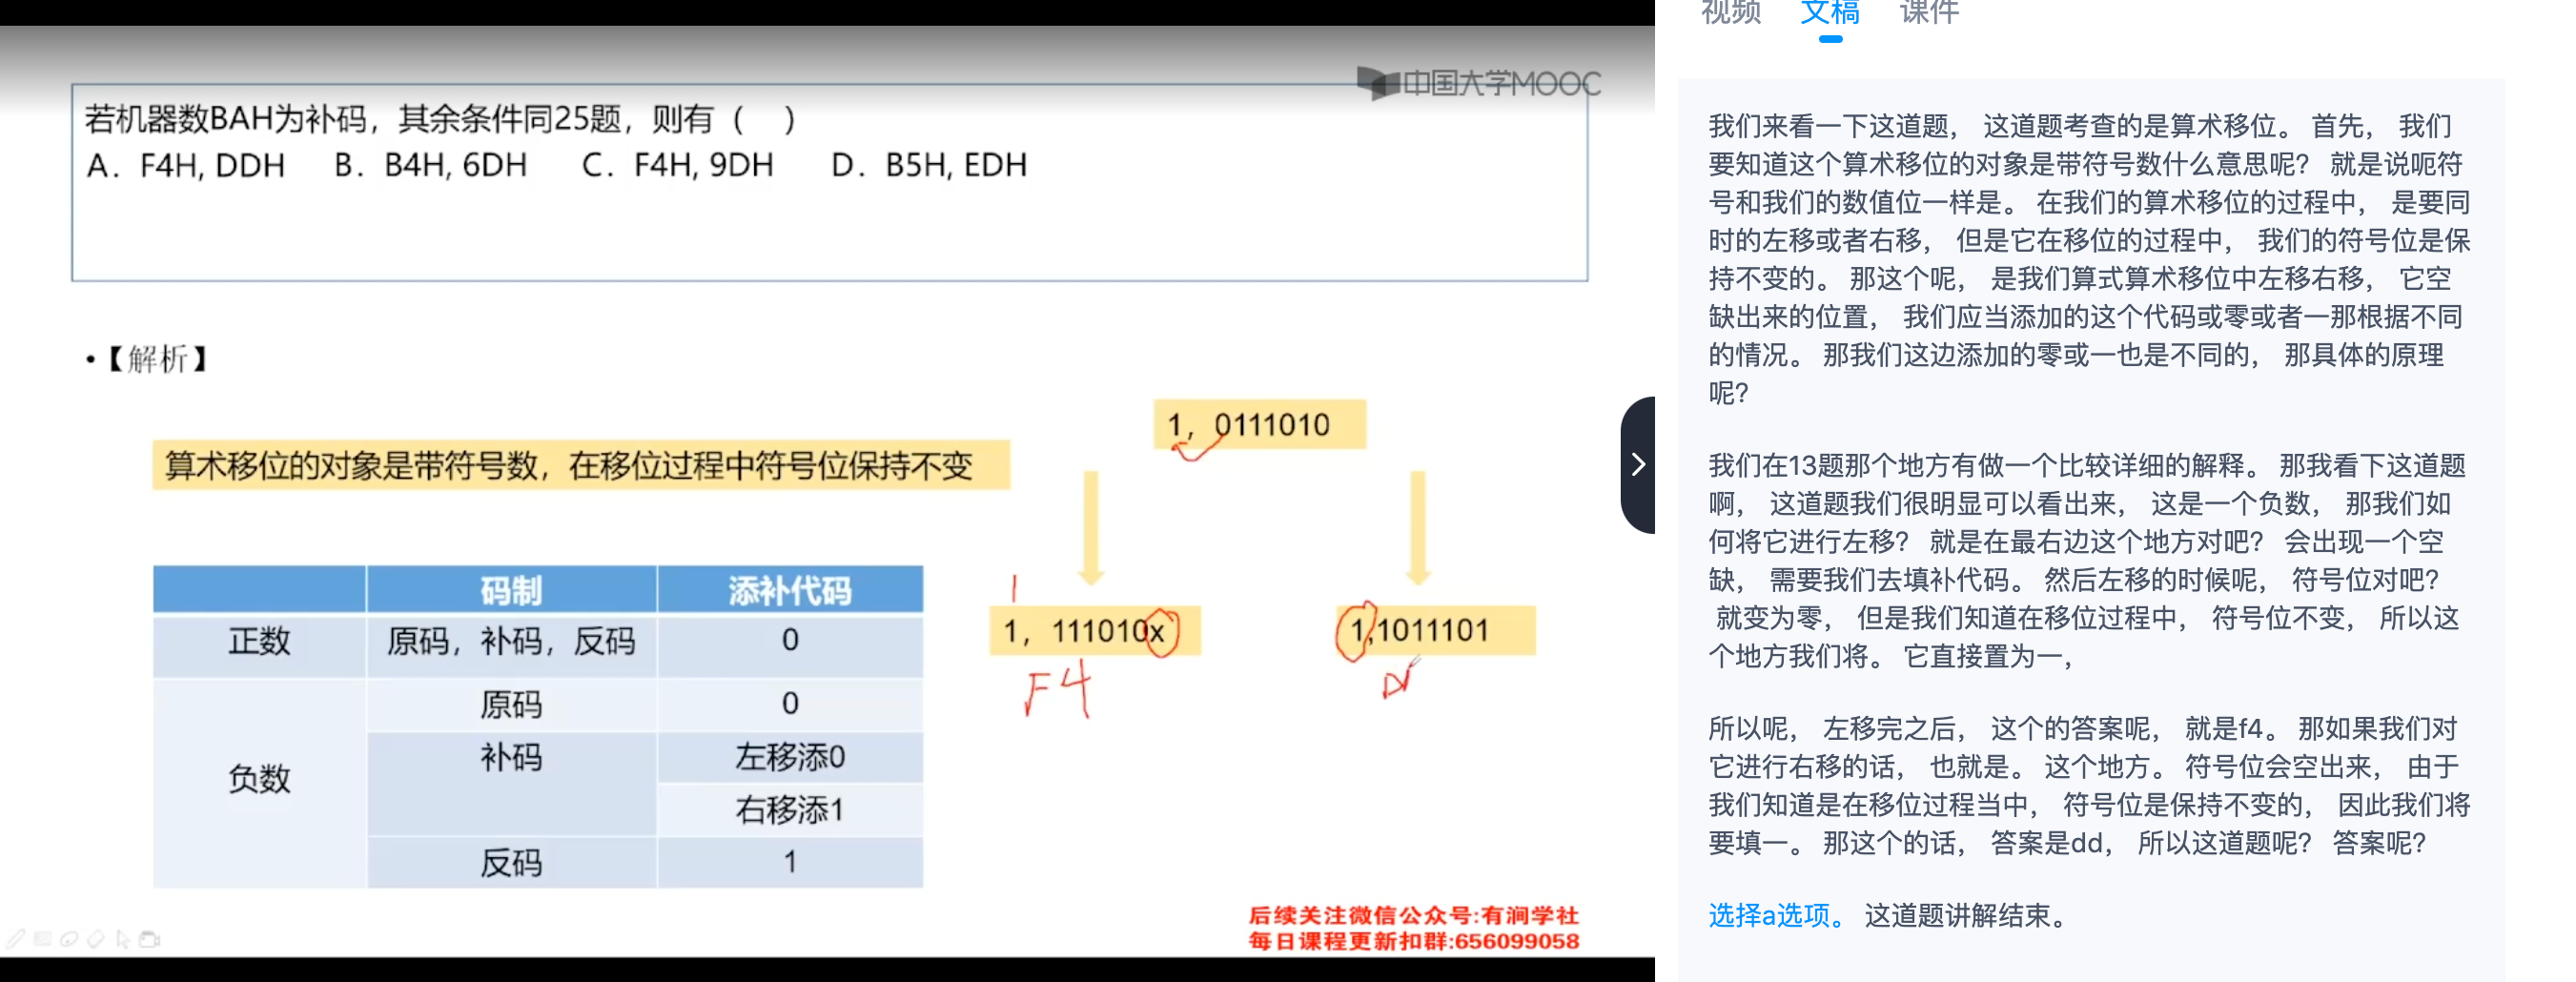 视频 文稿 课件
中国大学MOOC
若机器数BAH为补码，其余条件同25题，则有（ ）
A. F4H, DDH B. B4H, 6DH C. F4H, 9DH D. B5H, EDH
•【解析】
算术移位的对象是带符号数，在移位过程中符号位保持不变
码制 添补代码
正数 原码，补码，反码 0
负数 原码 0
补码 左移添0
右移添1
反码 1
1，0111010
1
1，111010x
F4
1,1011101
D
后续关注微信公众号:有涧学社
每日课程更新扣群:656099058
我们来看一下这道题， 这道题考查的是算术移位。 首先， 我们
要知道这个算术移位的对象是带符号数什么意思呢？ 就是说呃符
号和我们的数值位一样是。 在我们的算术移位的过程中， 是要同
时的左移或者右移， 但是它在移位的过程中， 我们的符号位是保
持不变的。 那这个呢， 是我们算式算术移位中左移右移， 它空
缺出来的位置， 我们应当添加的这个代码或零或者一那根据不同
的情况。 那我们这边添加的零或一也是不同的， 那具体的原理
呢？
我们在13题那个地方有做一个比较详细的解释。 那我看下这道题
啊， 这道题我们很明显可以看出来， 这是一个负数， 那我们如
何将它进行左移？ 就是在最右边这个地方对吧？ 会出现一个空
缺， 需要我们去填补代码。 然后左移的时候呢， 符号位对吧？
就变为零， 但是我们知道在移位过程中， 符号位不变， 所以这
个地方我们将。 它直接置为一，
所以呢， 左移完之后， 这个的答案呢， 就是f4。 那如果我们对
它进行右移的话， 也就是。 这个地方。 符号位会空出来， 由于
我们知道是在移位过程当中， 符号位是保持不变的， 因此我们将
要填一。 那这个的话， 答案是dd， 所以这道题呢？ 答案呢？
选择a选项。 这道题讲解结束。